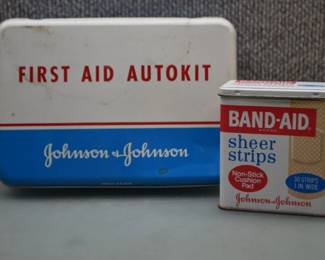 FIRST AID AUTOKIT
Johnson & Johnson
BAND-AID
sheer
strips
Non-Stick
Cushion
Pad
30 STRIPS
1 IN. WIDE
Johnson & Johnson